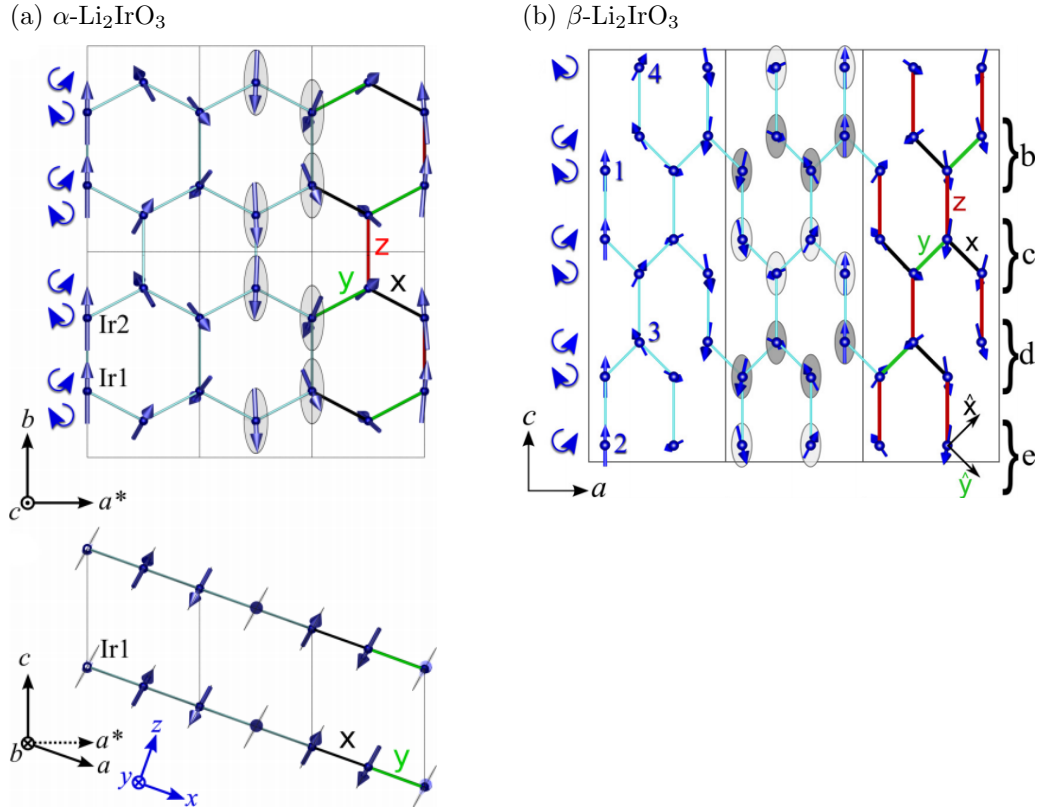 (a) α-Li₂IrO₃
(b) β-Li₂IrO₃
4
b
1
z
z
y
x
c
y
x
Ir2
3
d
Ir1
x̂
b
c
2
e
ŷ
c
a*
a
Ir1
c
x
a*
z
y
b
a
y
x